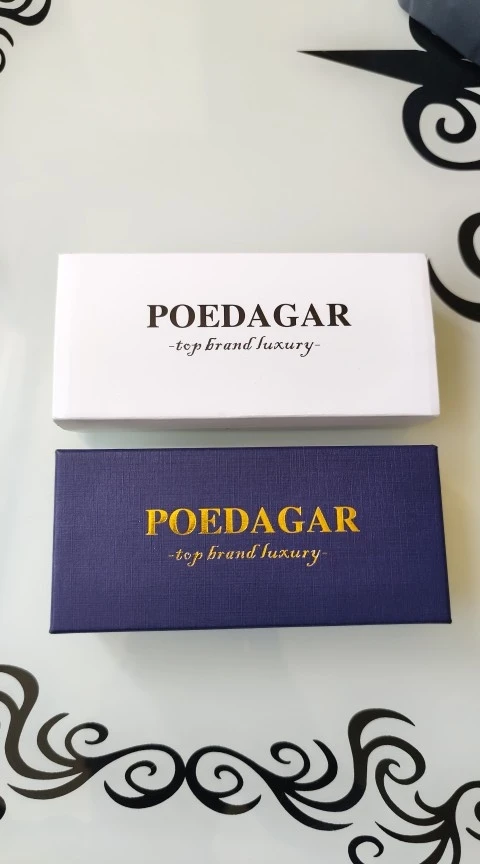 POEDAGAR
-top brand luxury-
POEDAGAR
-top brand luxury-